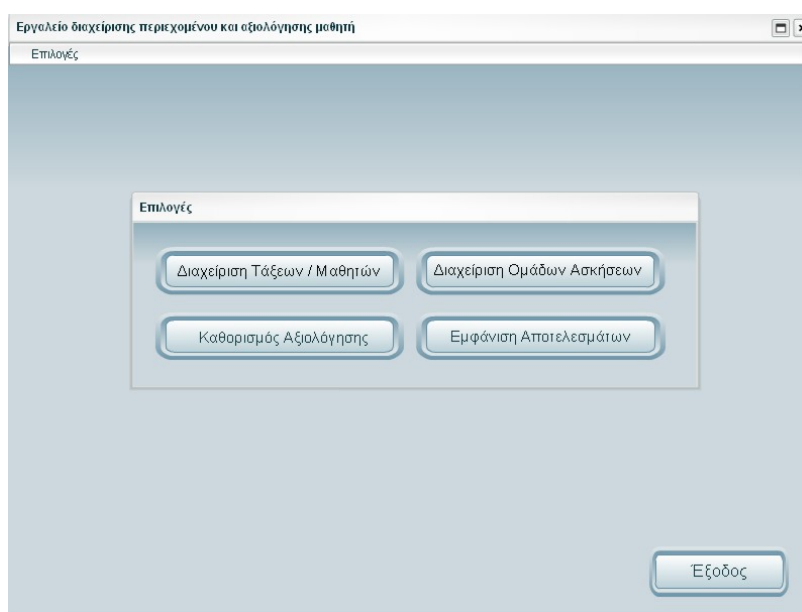 Εργαλείο διαχείρισης περιεχομένου και αξιολόγησης μαθητή
Επιλογές
Επιλογές
Διαχείριση Τάξεων / Μαθητών
Διαχείριση Ομάδων Ασκήσεων
Καθορισμός Αξιολόγησης
Εμφάνιση Αποτελεσμάτων
Έξοδος